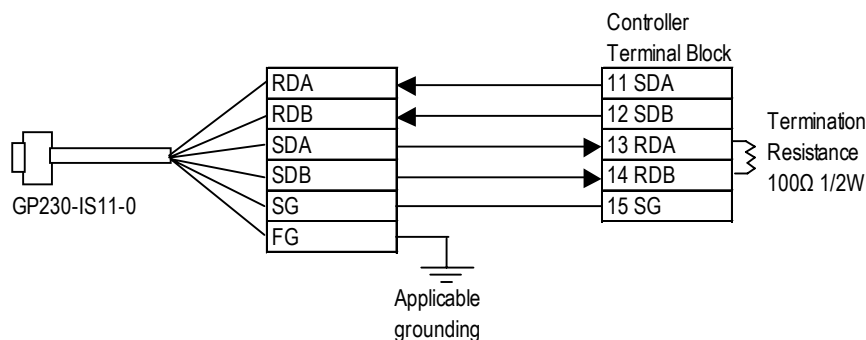 Controller
Terminal Block
RDA
11 SDA
RDB
12 SDB
SDA
13 RDA
SDB
14 RDB
SG
15 SG
FG
Termination
Resistance
100Ω 1/2W
GP230-IS11-0
Applicable
grounding